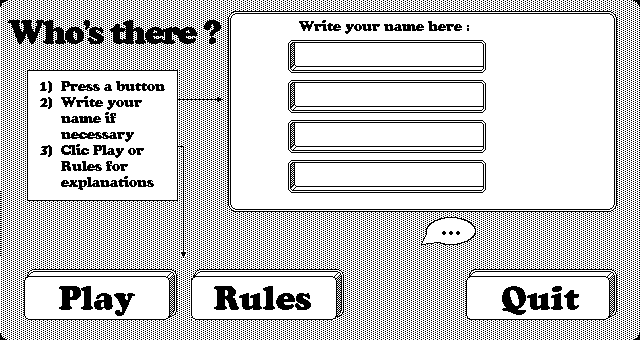 Who's there ?
Write your name here :
1) Press a button
2) Write your
name if
necessary
3) Clic Play or
Rules for
explanations
...
Play
Rules
Quit